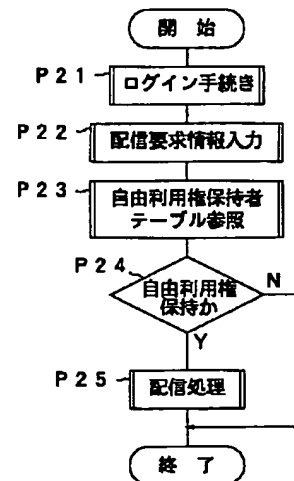 開 始
P21
ログイン手続き
P22
配信要求情報入力
P23
自由利用権保持者
テーブル参照
P24
自由利用権
保持か
N
Y
P25
配信処理
終 了